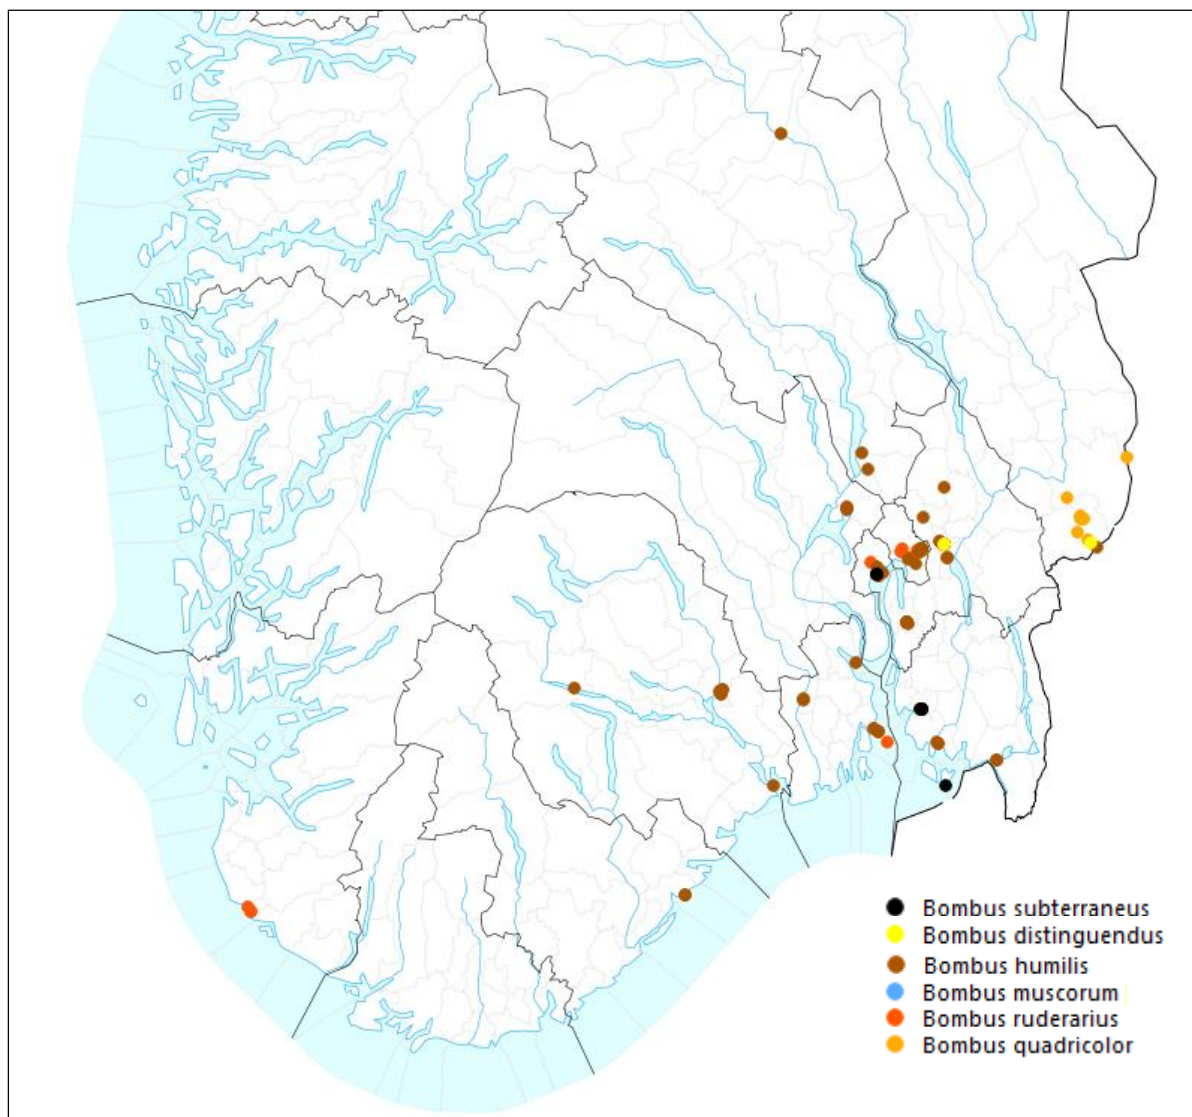 Bombus subterraneus
Bombus distinguendus
Bombus humilis
Bombus muscorum
Bombus ruderarius
Bombus quadricolor